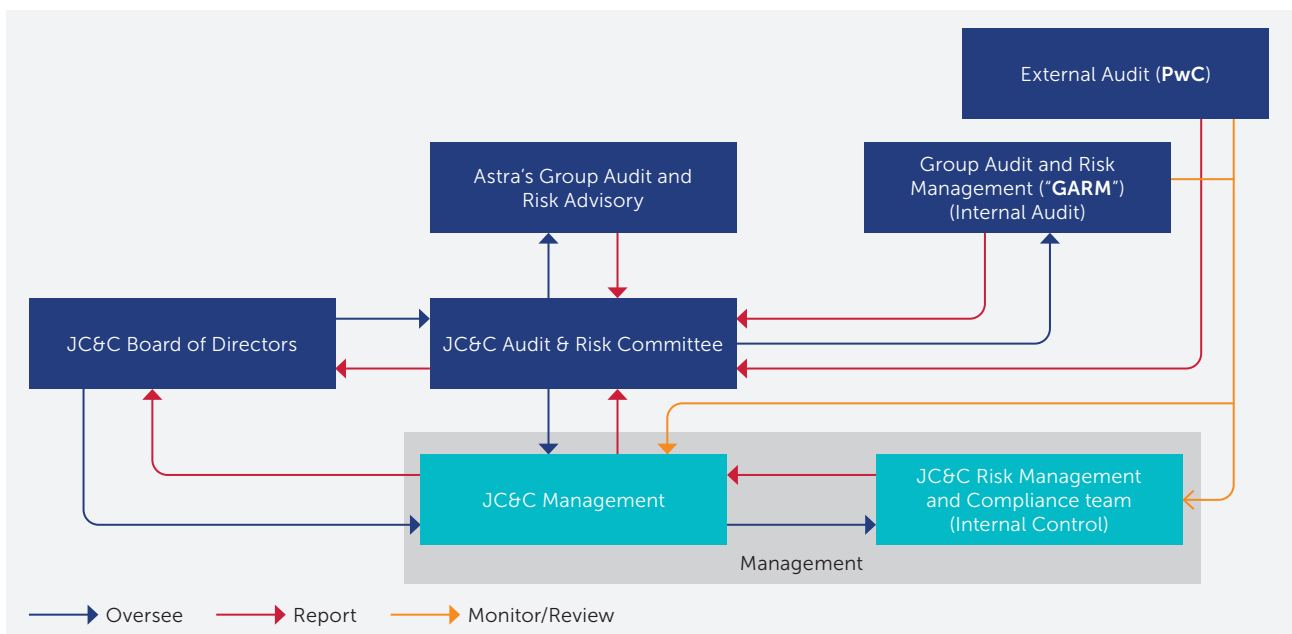 External Audit (PwC)
Astra's Group Audit and
Risk Advisory
Group Audit and Risk
Management ("GARM")
(Internal Audit)
JC&C Board of Directors
JC&C Audit & Risk Committee
JC&C Management
JC&C Risk Management
and Compliance team
(Internal Control)
Management
Oversee
Report
Monitor/Review